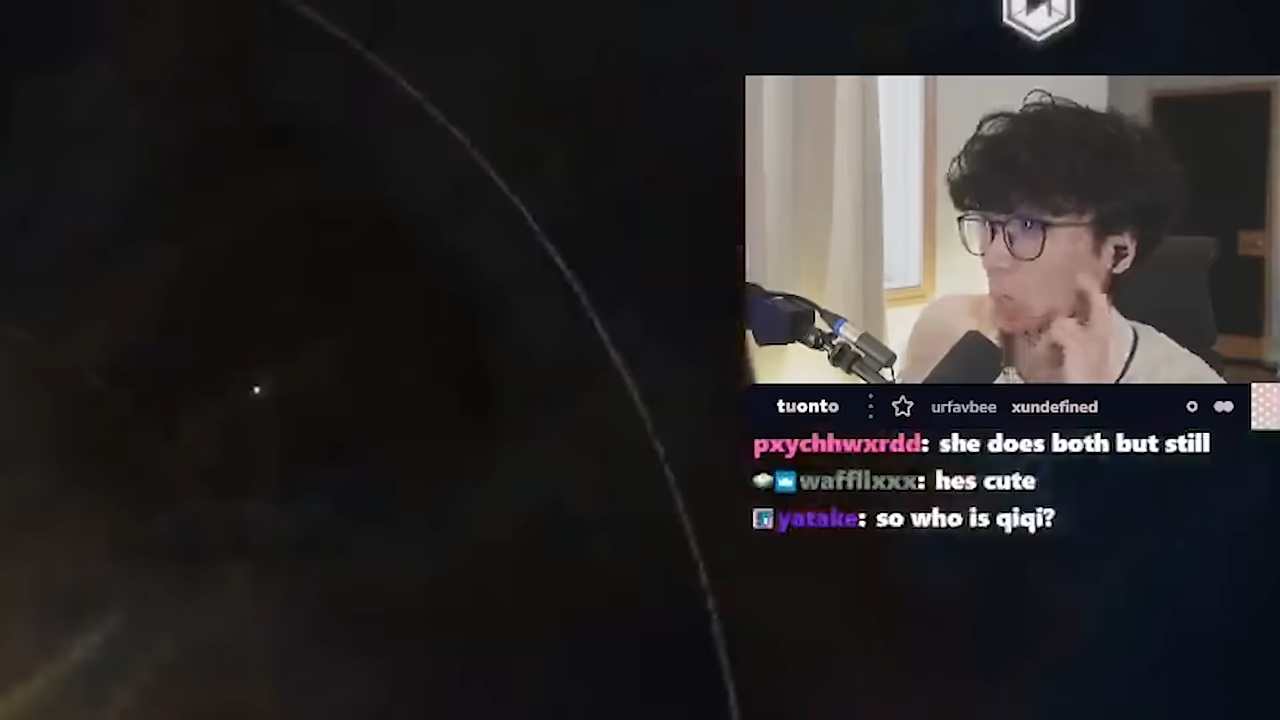 tuonto urfavbee xundefined
pxychhwxrdd: she does both but still
wafflixxx: hes cute
yatake: so who is qiqi?